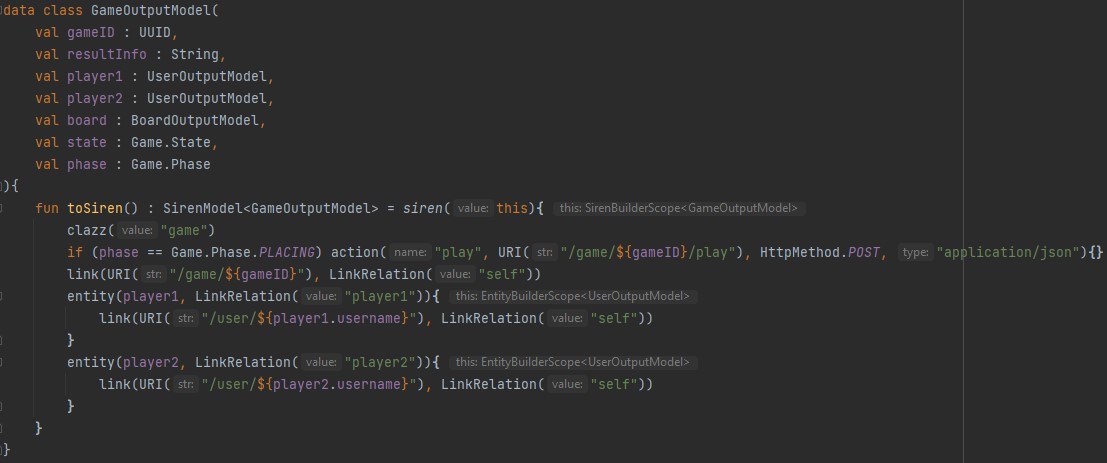 data class GameOutputModel(
    val gameID : UUID,
    val resultInfo : String,
    val player1 : UserOutputModel,
    val player2 : UserOutputModel,
    val board : BoardOutputModel,
    val state : Game.State,
    val phase : Game.Phase
){
    fun toSiren() : SirenModel<GameOutputModel> = siren( value: this){ this: SirenBuilderScope<GameOutputModel>
        clazz( value: "game")
        if (phase == Game.Phase.PLACING) action( name: "play", URI( str: "/game/${gameID}/play"), HttpMethod.POST, type: "application/json"){}
        link(URI( str: "/game/${gameID}"), LinkRelation( value: "self"))
        entity(player1, LinkRelation( value: "player1")){ this: EntityBuilderScope<UserOutputModel>
            link(URI( str: "/user/${player1.username}"), LinkRelation( value: "self"))
        }
        entity(player2, LinkRelation( value: "player2")){ this: EntityBuilderScope<UserOutputModel>
            link(URI( str: "/user/${player2.username}"), LinkRelation( value: "self"))
        }
    }
}